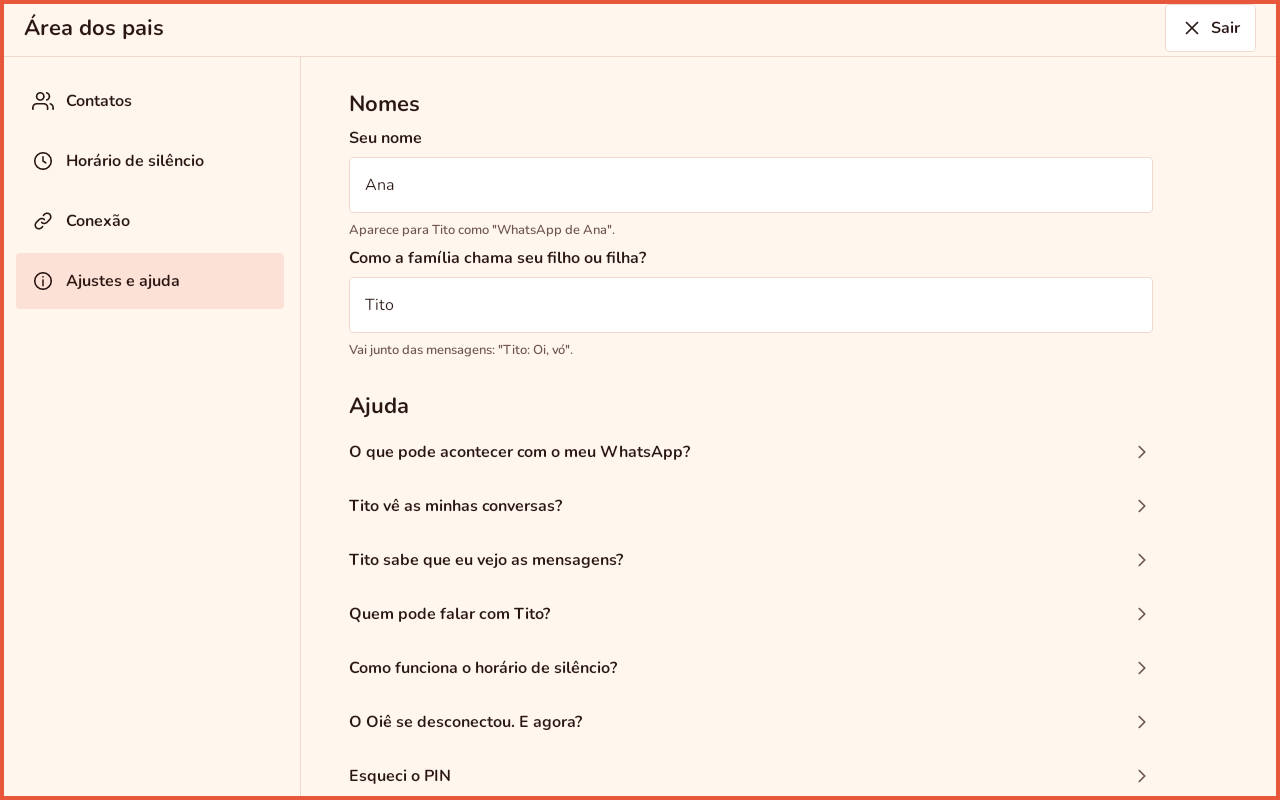 Área dos pais
Sair
Contatos
Horário de silêncio
Conexão
Ajustes e ajuda
Nomes
Seu nome
Ana
Aparece para Tito como "WhatsApp de Ana".
Como a família chama seu filho ou filha?
Tito
Vai junto das mensagens: "Tito: Oi, vó".
Ajuda
O que pode acontecer com o meu WhatsApp?
Tito vê as minhas conversas?
Tito sabe que eu vejo as mensagens?
Quem pode falar com Tito?
Como funciona o horário de silêncio?
O Oiê se desconectou. E agora?
Esqueci o PIN